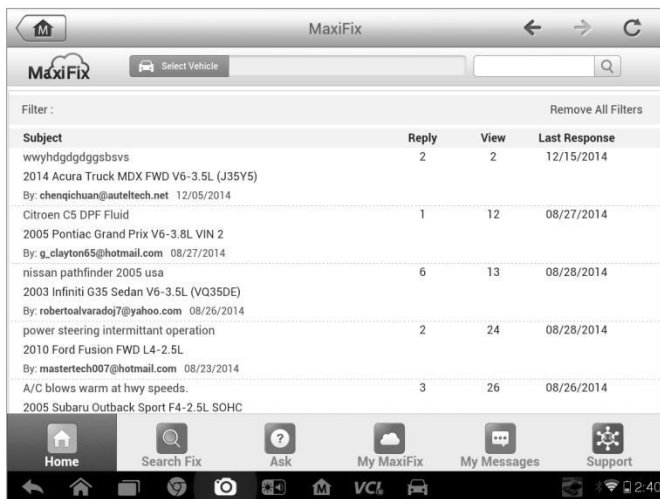 MaxiFix
MaxiFix
Select Vehicle
Filter :
Remove All Filters
Subject Reply View Last Response
wwyhdgdgdggsbsvs 2 2 12/15/2014
2014 Acura Truck MDX FWD V6-3.5L (J35Y5)
By: chenqichuan@auteltech.net 12/05/2014
Citroen C5 DPF Fluid 1 12 08/27/2014
2005 Pontiac Grand Prix V6-3.8L VIN 2
By: g_clayton65@hotmail.com 08/27/2014
nissan pathfinder 2005 usa 6 13 08/28/2014
2003 Infiniti G35 Sedan V6-3.5L (VQ35DE)
By: robertoalvaradoj7@yahoo.com 08/26/2014
power steering intermittant operation 2 24 08/28/2014
2010 Ford Fusion FWD L4-2.5L
By: mastertech007@hotmail.com 08/23/2014
A/C blows warm at hwy speeds. 3 26 08/26/2014
2005 Subaru Outback Sport F4-2.5L SOHC
Home Search Fix Ask My MaxiFix My Messages Support
M VCI 2:40